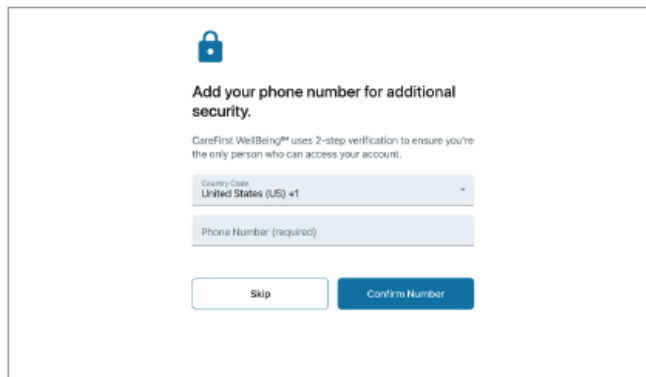 Add your phone number for additional
security.
CareFirst WellBeing℠ uses 2-step verification to ensure you're
the only person who can access your account.
Country Code
United States (US) +1
Phone Number (required)
Skip
Confirm Number